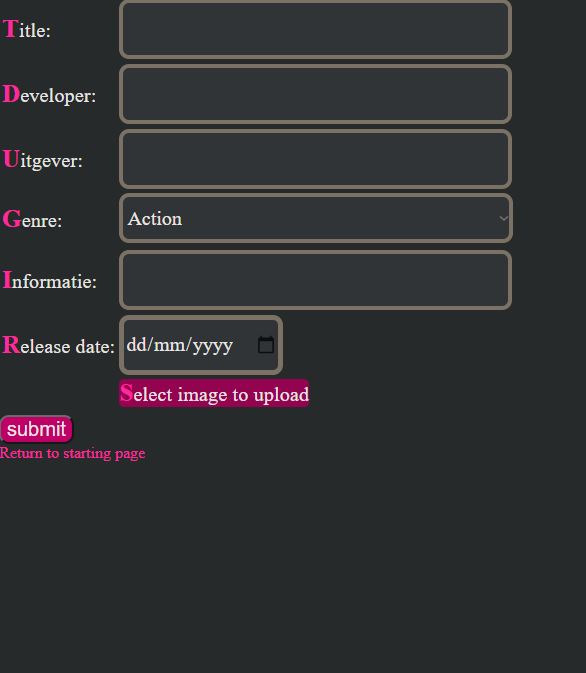 Title:
Developer:
Uitgever:
Genre: Action
Informatie:
Release date: dd/mm/yyyy
Select image to upload
submit
Return to starting page